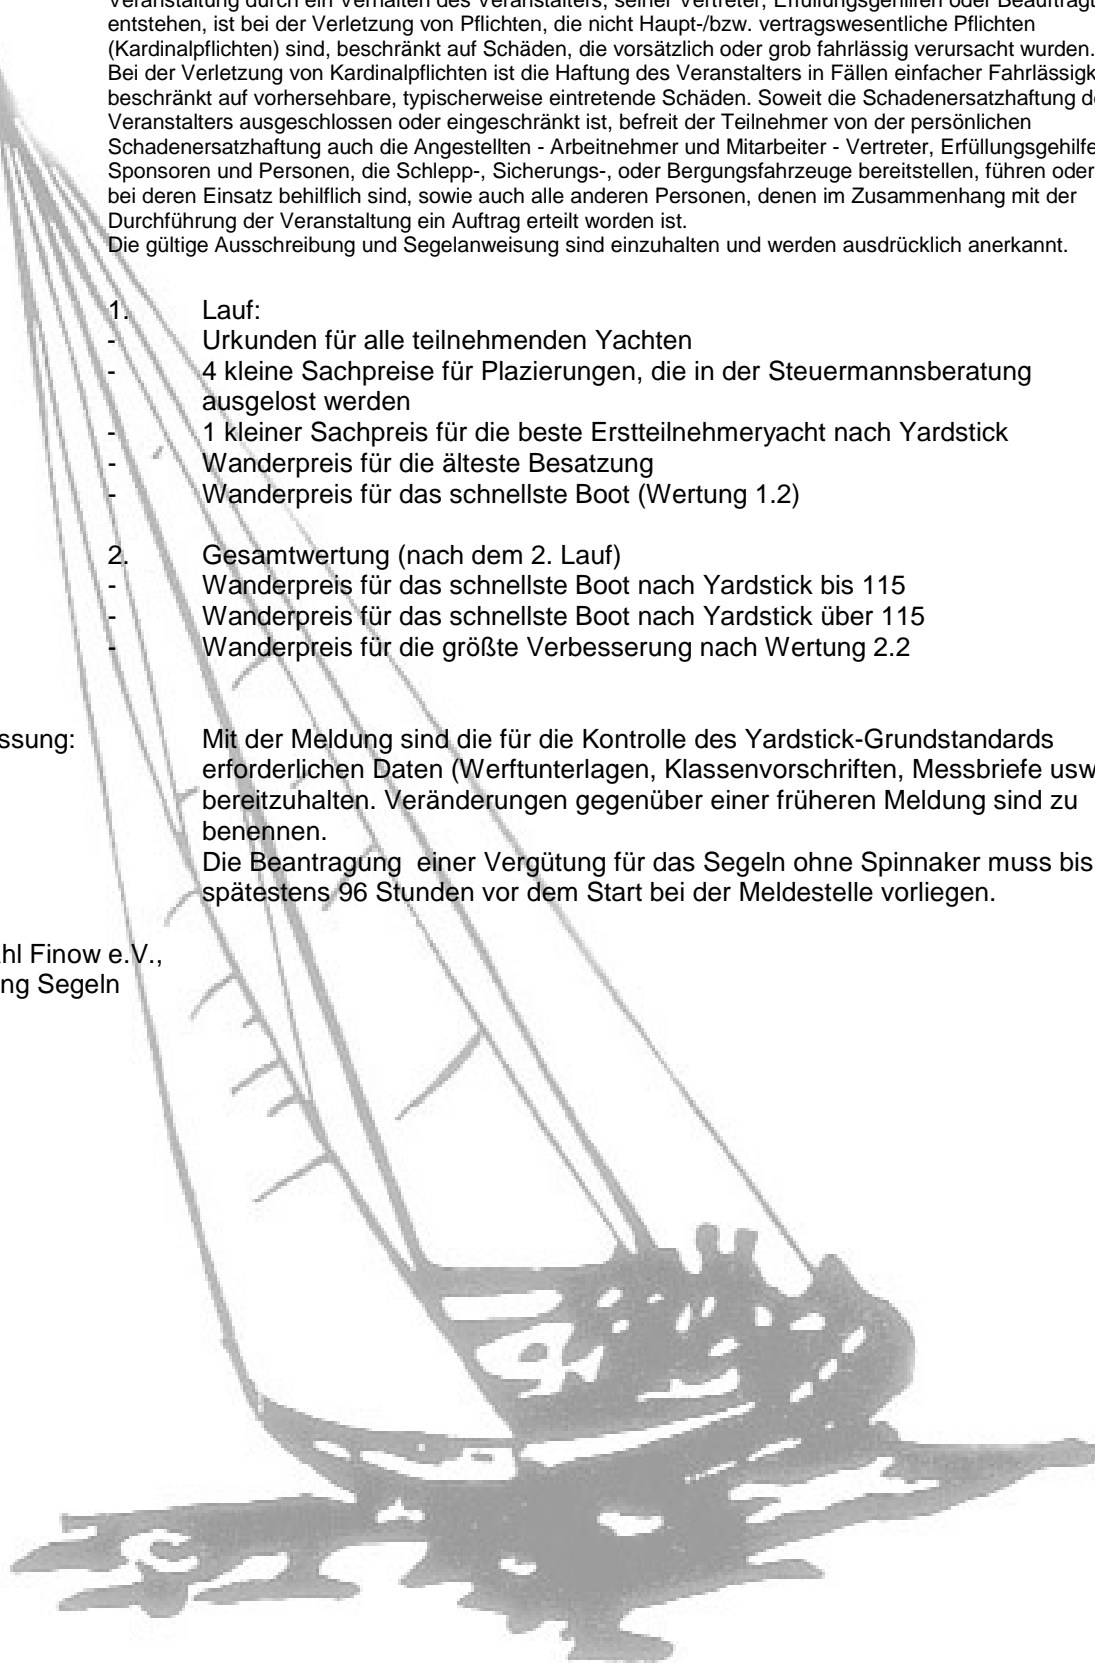 Veranstaltung durch ein Verhalten des Veranstalters, seiner Vertreter, Erfüllungsgehilfen oder Beauftragt
entstehen, ist bei der Verletzung von Pflichten, die nicht Haupt-/bzw. vertragswesentliche Pflichten
(Kardinalpflichten) sind, beschränkt auf Schäden, die vorsätzlich oder grob fahrlässig verursacht wurden.
Bei der Verletzung von Kardinalpflichten ist die Haftung des Veranstalters in Fällen einfacher Fahrlässigk
beschränkt auf vorhersehbare, typischerweise eintretende Schäden. Soweit die Schadenersatzhaftung d
Veranstalters ausgeschlossen oder eingeschränkt ist, befreit der Teilnehmer von der persönlichen
Schadenersatzhaftung auch die Angestellten - Arbeitnehmer und Mitarbeiter - Vertreter, Erfüllungsgehilfe
Sponsoren und Personen, die Schlepp-, Sicherungs-, oder Bergungsfahrzeuge bereitstellen, führen oder
bei deren Einsatz behilflich sind, sowie auch alle anderen Personen, denen im Zusammenhang mit der
Durchführung der Veranstaltung ein Auftrag erteilt worden ist.
Die gültige Ausschreibung und Segelanweisung sind einzuhalten und werden ausdrücklich anerkannt.
1. Lauf:
- Urkunden für alle teilnehmenden Yachten
- 4 kleine Sachpreise für Plazierungen, die in der Steuermannsberatung
ausgelost werden
- 1 kleiner Sachpreis für die beste Erstteilnehmeryacht nach Yardstick
- Wanderpreis für die älteste Besatzung
- Wanderpreis für das schnellste Boot (Wertung 1.2)
2. Gesamtwertung (nach dem 2. Lauf)
- Wanderpreis für das schnellste Boot nach Yardstick bis 115
- Wanderpreis für das schnellste Boot nach Yardstick über 115
- Wanderpreis für die größte Verbesserung nach Wertung 2.2
ssung: Mit der Meldung sind die für die Kontrolle des Yardstick-Grundstandards
erforderlichen Daten (Werftunterlagen, Klassenvorschriften, Messbriefe usw
bereitzuhalten. Veränderungen gegenüber einer früheren Meldung sind zu
benennen.
Die Beantragung einer Vergütung für das Segeln ohne Spinnaker muss bis
spätestens 96 Stunden vor dem Start bei der Meldestelle vorliegen.
hl Finow e.V.,
ng Segeln